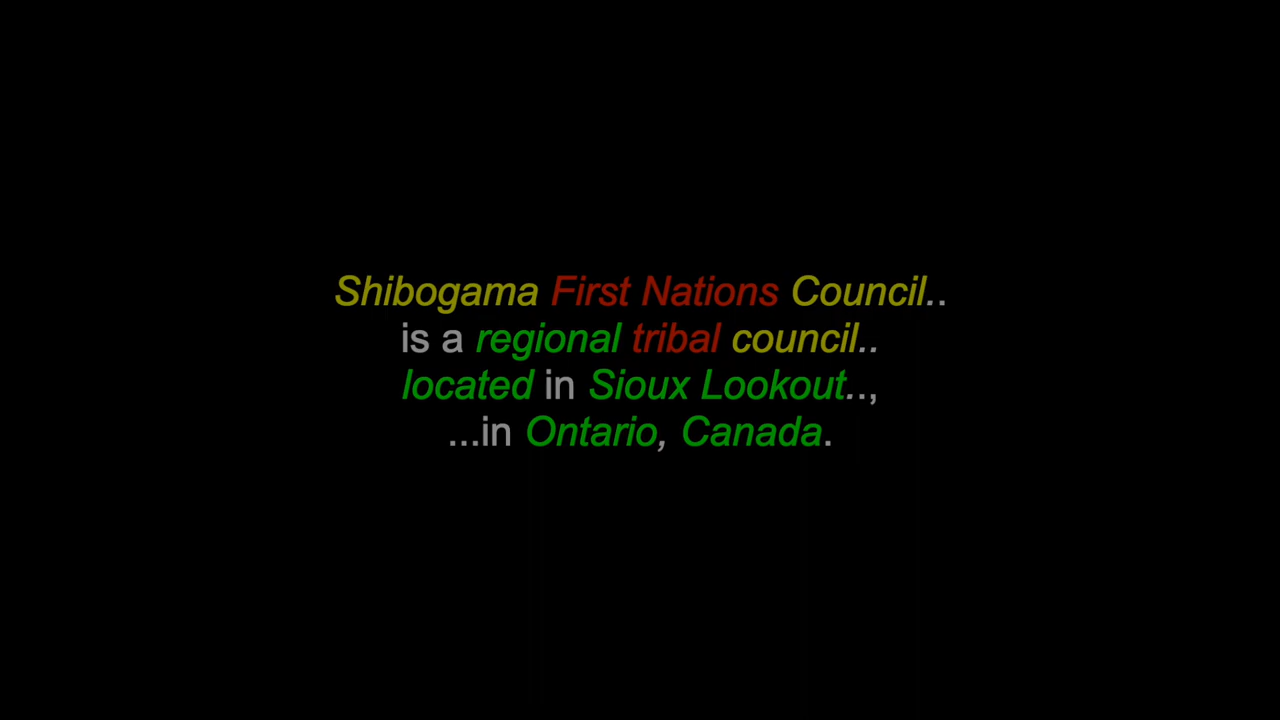 Shibogama First Nations Council..
is a regional tribal council..
located in Sioux Lookout..,
...in Ontario, Canada.